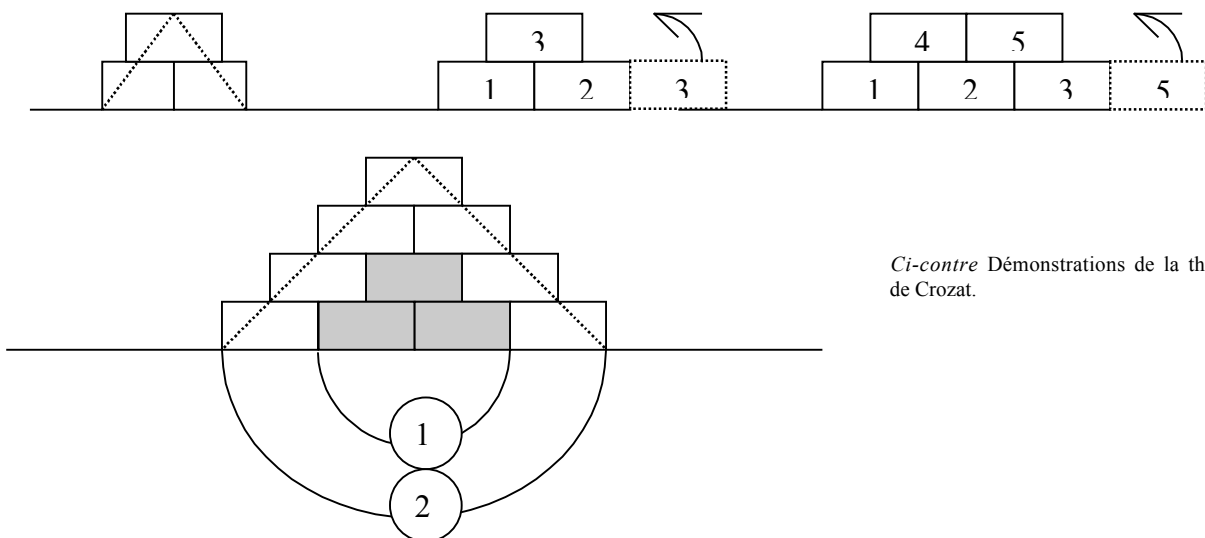 3 4 5
1 2 3 1 2 3 5
Ci-contre Démonstrations de la th
de Crozat.
1
2